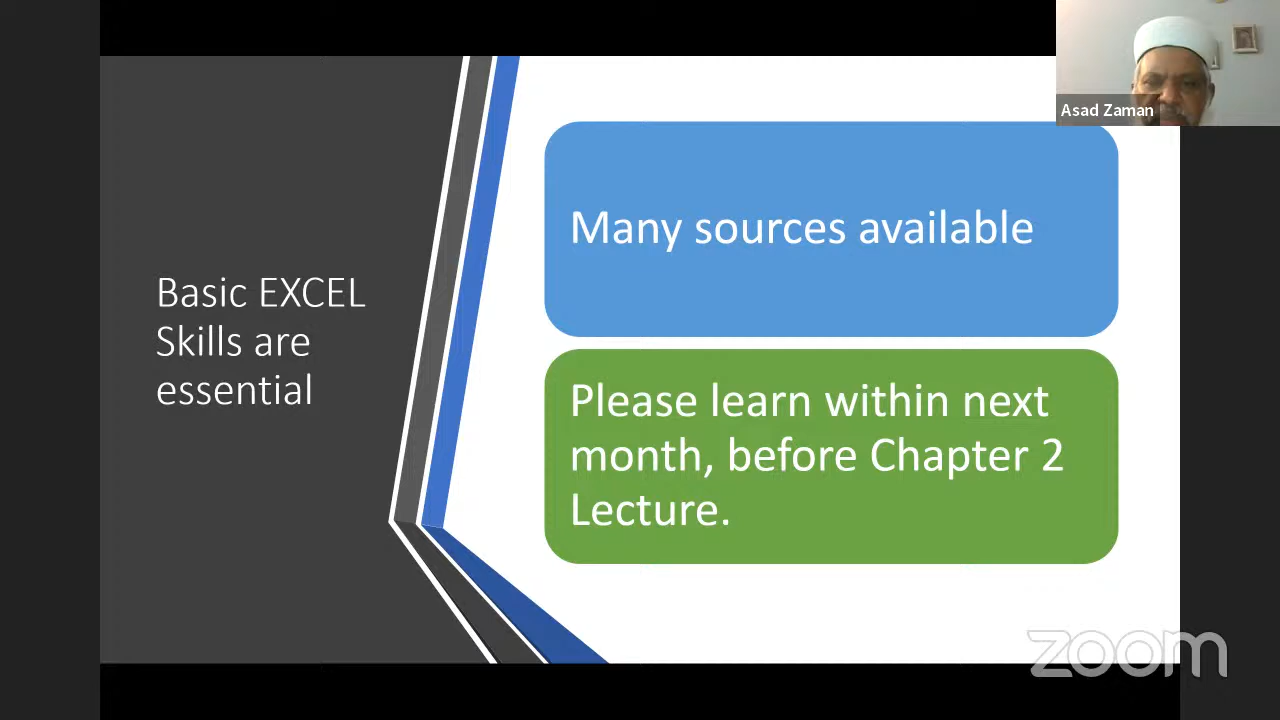 Asad Zaman
Many sources available
Basic EXCEL
Skills are
essential
Please learn within next
month, before Chapter 2
Lecture.
zoom